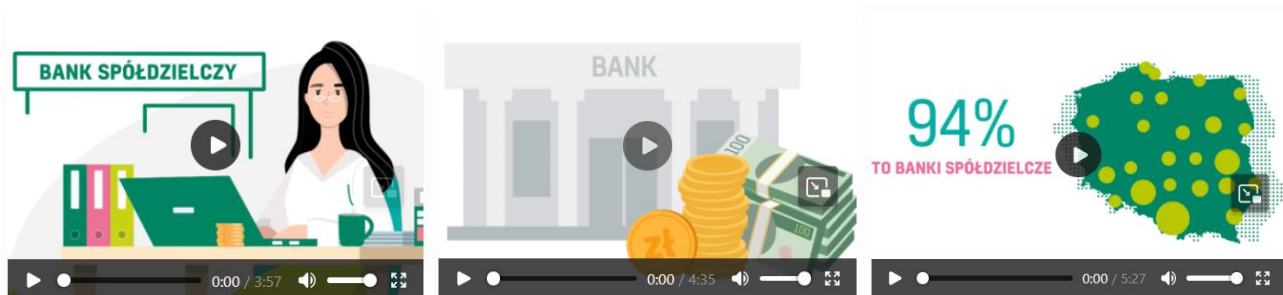 BANK SPÓŁDZIELCZY
0:00 / 3:57
BANK
100
100
zł
0:00 / 4:35
94%
TO BANKI SPÓŁDZIELCZE
0:00 / 5:27